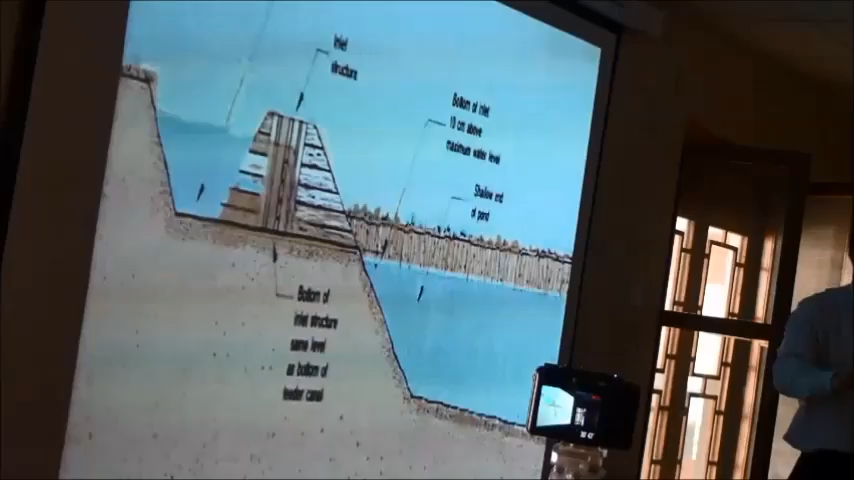 Inlet
structure
Bottom of inlet
10 cm above
maximum water level
Shallow end
of pond
Bottom of
inlet structure
same level
as bottom of
feeder canal